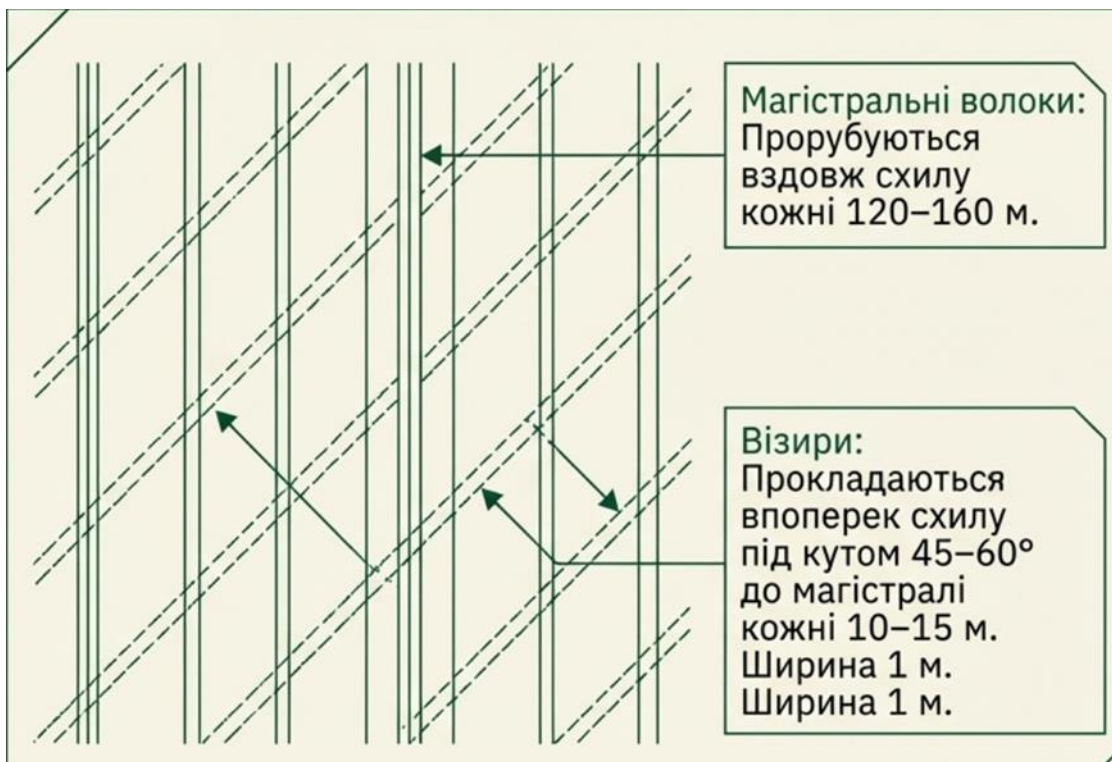 Магістральні волоки:
Прорубуються
вздовж схилу
кожні 120–160 м.
Візири:
Прокладаються
впоперек схилу
під кутом 45–60°
до магістралі
кожні 10–15 м.
Ширина 1 м.
Ширина 1 м.